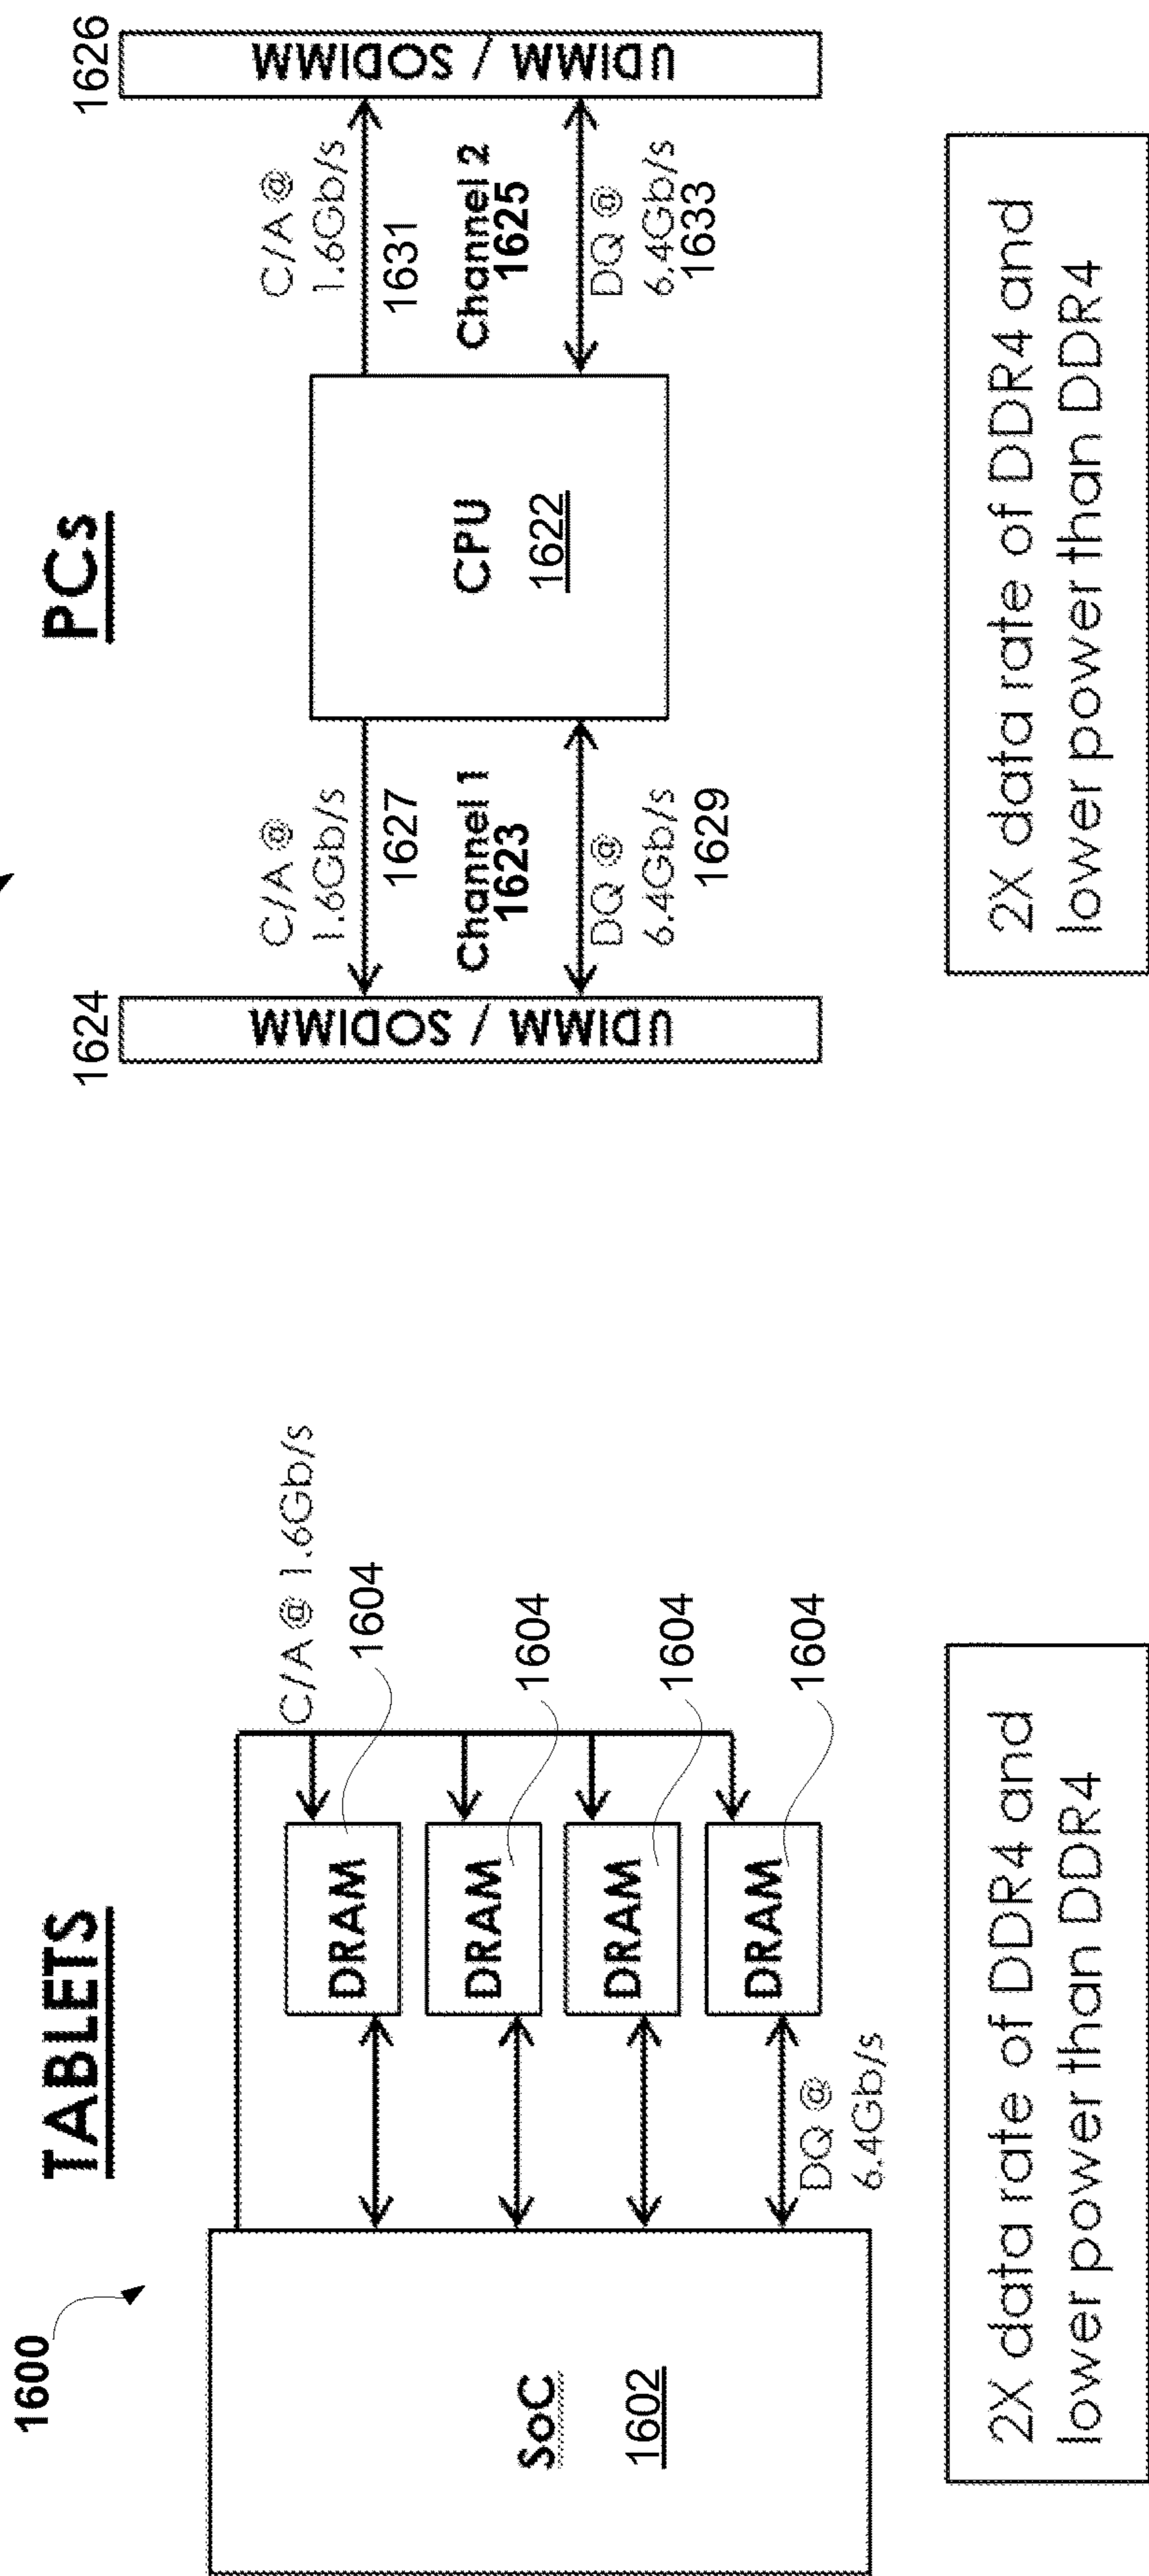 1600
TABLETS
SoC
1602
C/A @ 1.6Gb/s
DRAM
1604
DRAM
1604
DRAM
1604
DRAM
1604
DQ @
6.4Gb/s
2X data rate of DDR4 and
lower power than DDR4
PCs
1624
UDIMM / SODIMM
C/A @
1.6Gb/s
1627
Channel 1
1623
DQ @
6.4Gb/s
1629
CPU
1622
C/A @
1.6Gb/s
1631
Channel 2
1625
DQ @
6.4Gb/s
1633
1626
UDIMM / SODIMM
2X data rate of DDR4 and
lower power than DDR4